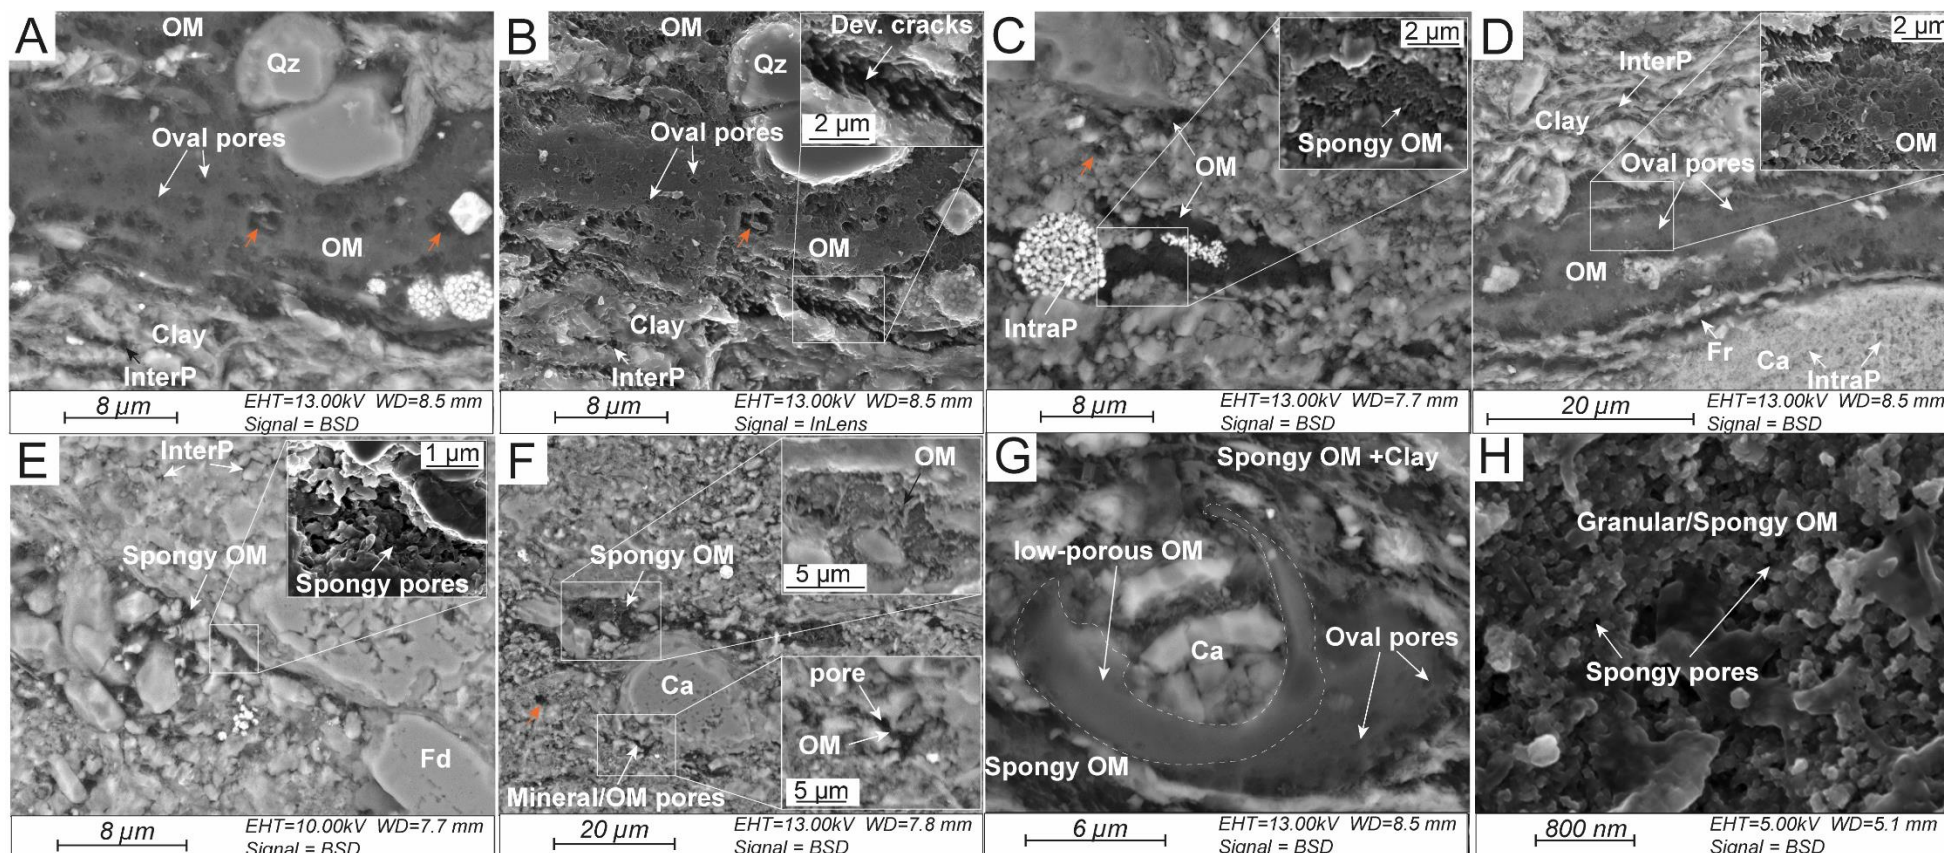 A
OM
Qz
Oval pores
OM
Clay
InterP
8 µm
EHT=13.00kV WD=8.5 mm
Signal = BSD
B
OM
Qz
Dev. cracks
2 µm
Oval pores
OM
Clay
InterP
8 µm
EHT=13.00kV WD=8.5 mm
Signal = InLens
C
2 µm
Spongy OM
OM
IntraP
8 µm
EHT=13.00kV WD=7.7 mm
Signal = BSD
D
2 µm
InterP
Clay
OM
Oval pores
OM
Fr
Ca
IntraP
20 µm
EHT=13.00kV WD=8.5 mm
Signal = BSD
E
InterP
1 µm
Spongy OM
Spongy pores
Fd
8 µm
EHT=10.00kV WD=7.7 mm
Signal = BSD
F
OM
Spongy OM
5 µm
Ca
pore
OM
Mineral/OM pores
5 µm
20 µm
EHT=13.00kV WD=7.8 mm
Signal = BSD
G
Spongy OM +Clay
low-porous OM
Ca
Oval pores
Spongy OM
6 µm
EHT=13.00kV WD=8.5 mm
Signal = BSD
H
Granular/Spongy OM
Spongy pores
800 nm
EHT=5.00kV WD=5.1 mm
Signal = BSD